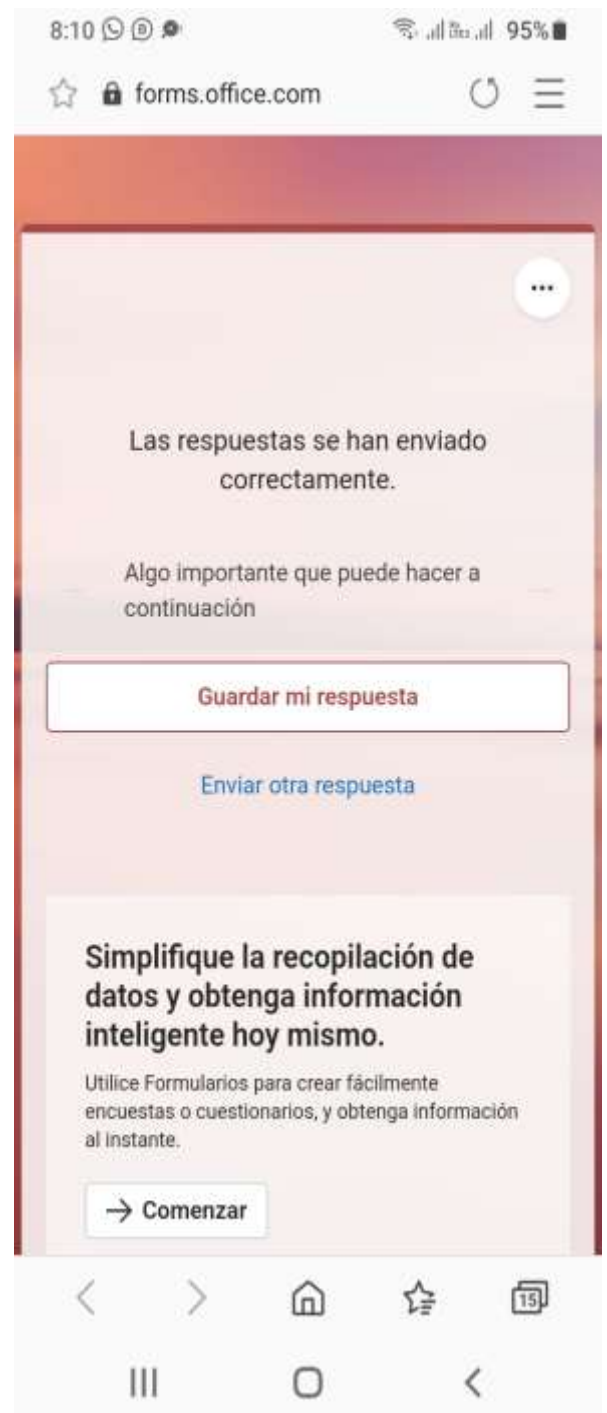 8:10
95%
forms.office.com
Las respuestas se han enviado
correctamente.
Algo importante que puede hacer a
continuación
Guardar mi respuesta
Enviar otra respuesta
Simplifique la recopilación de
datos y obtenga información
inteligente hoy mismo.
Utilice Formularios para crear fácilmente
encuestas o cuestionarios, y obtenga información
al instante.
→ Comenzar
15